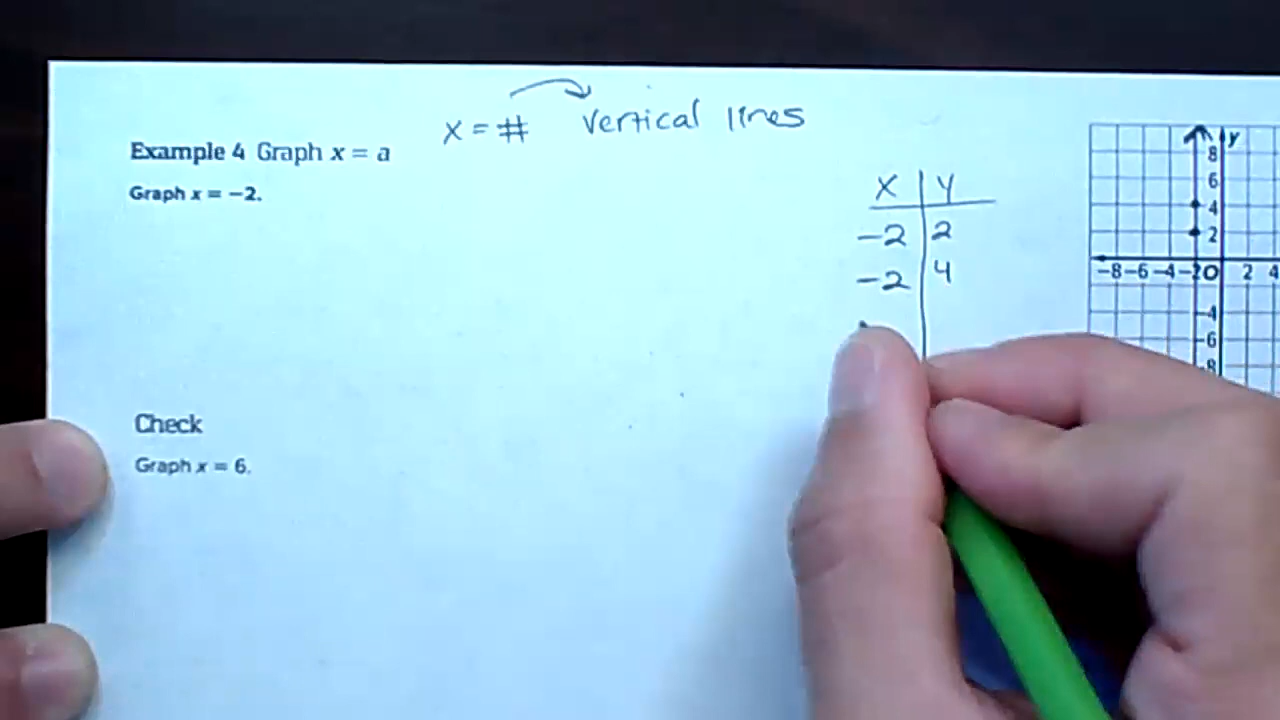 x = # vertical lines
Example 4 Graph x = a
Graph x = −2.
x y
−2 2
−2 4
y
8
6
4
2
−8 −6 −4 −2 O 2 4
−4
−6
−8
Check
Graph x = 6.